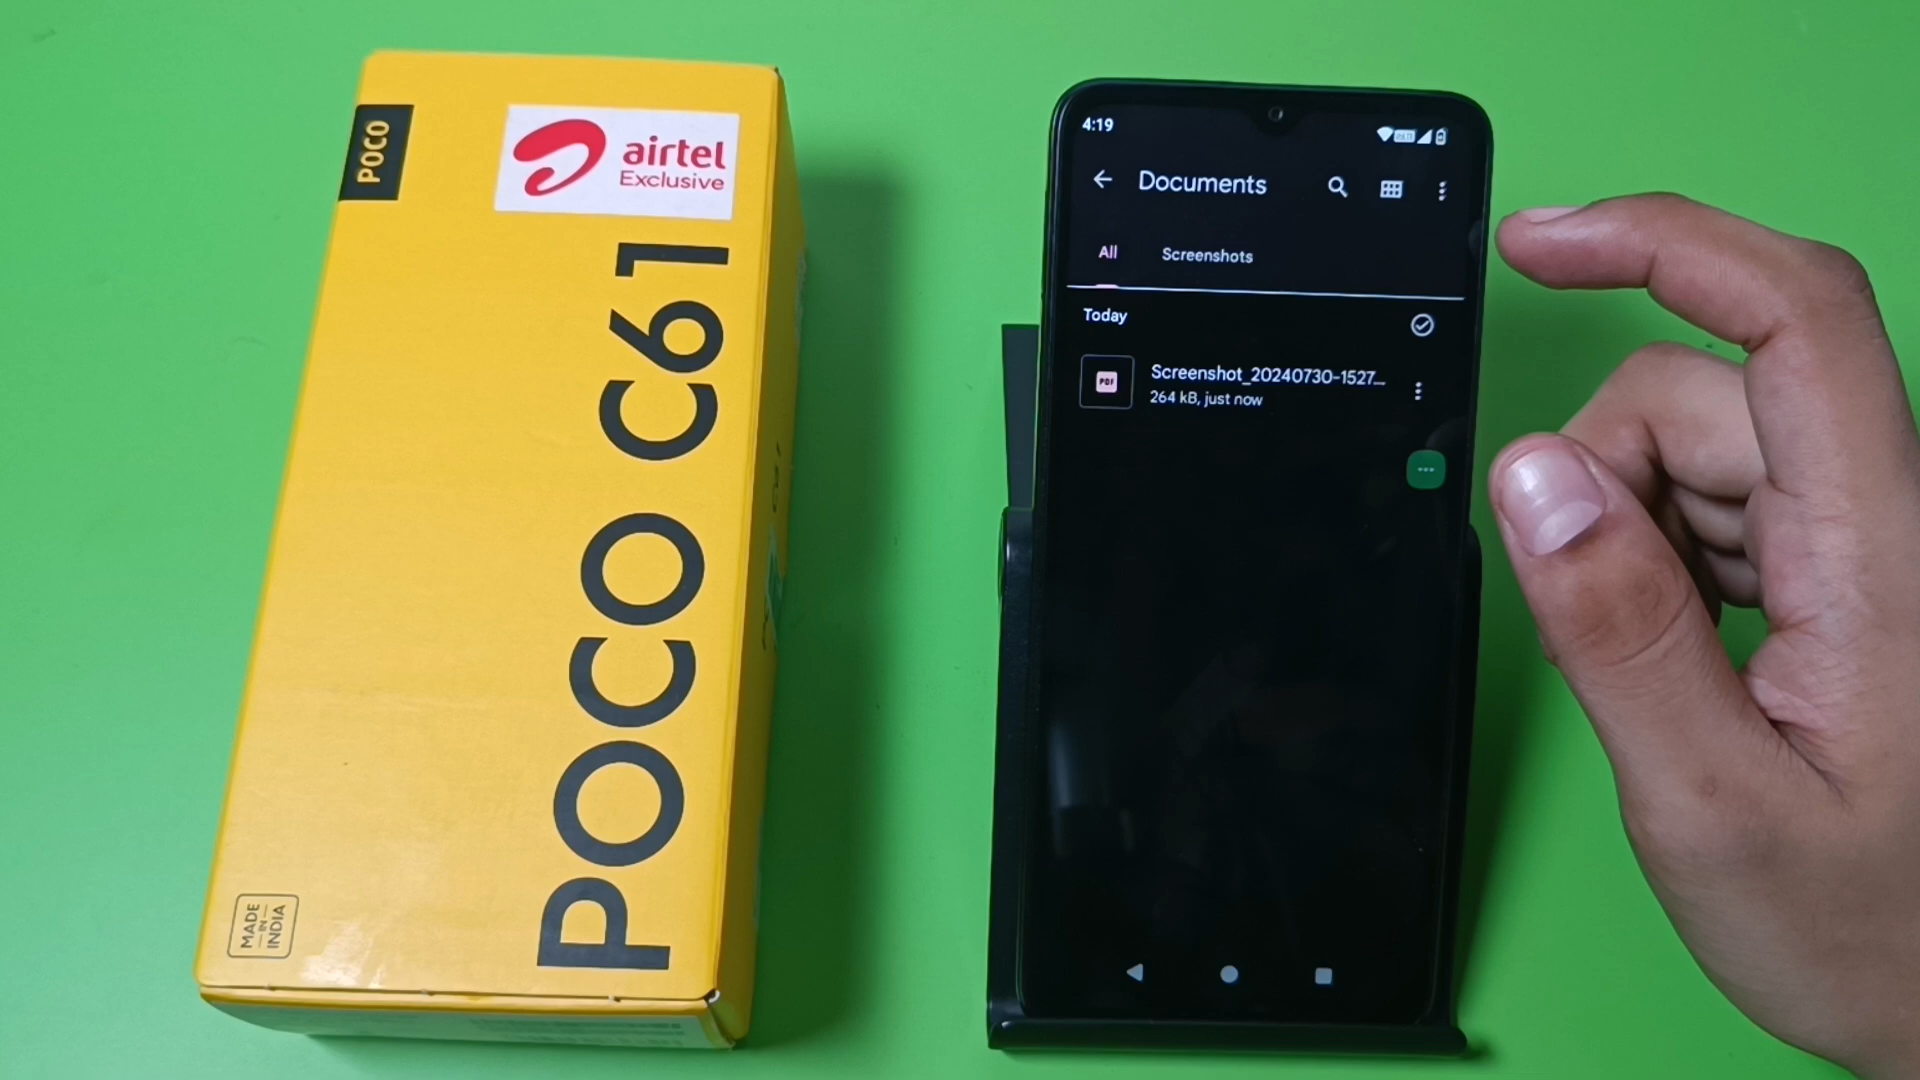 POCO
airtel
Exclusive
POCO C61
MADE
IN
INDIA
4:19
Documents
All
Screenshots
Today
PDF
Screenshot_20240730-1527...
264 kB, just now